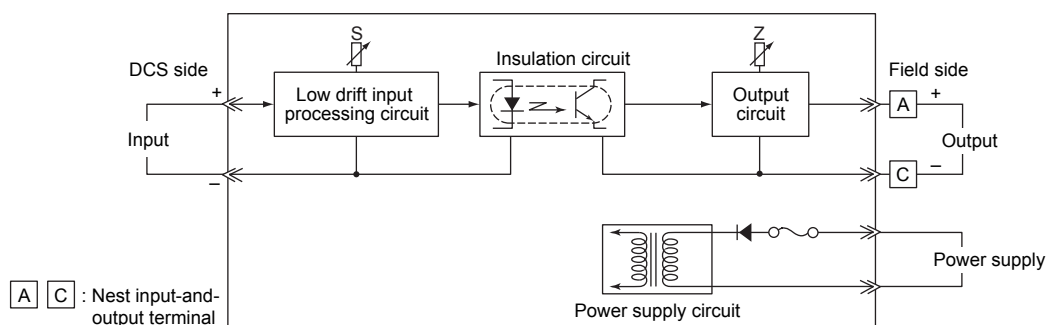 S
Z
DCS side
Insulation circuit
Field side
+
Low drift input
processing circuit
Output
circuit
A
+
Input
Output
–
C
–
Power supply
A C : Nest input-and-
output terminal
Power supply circuit